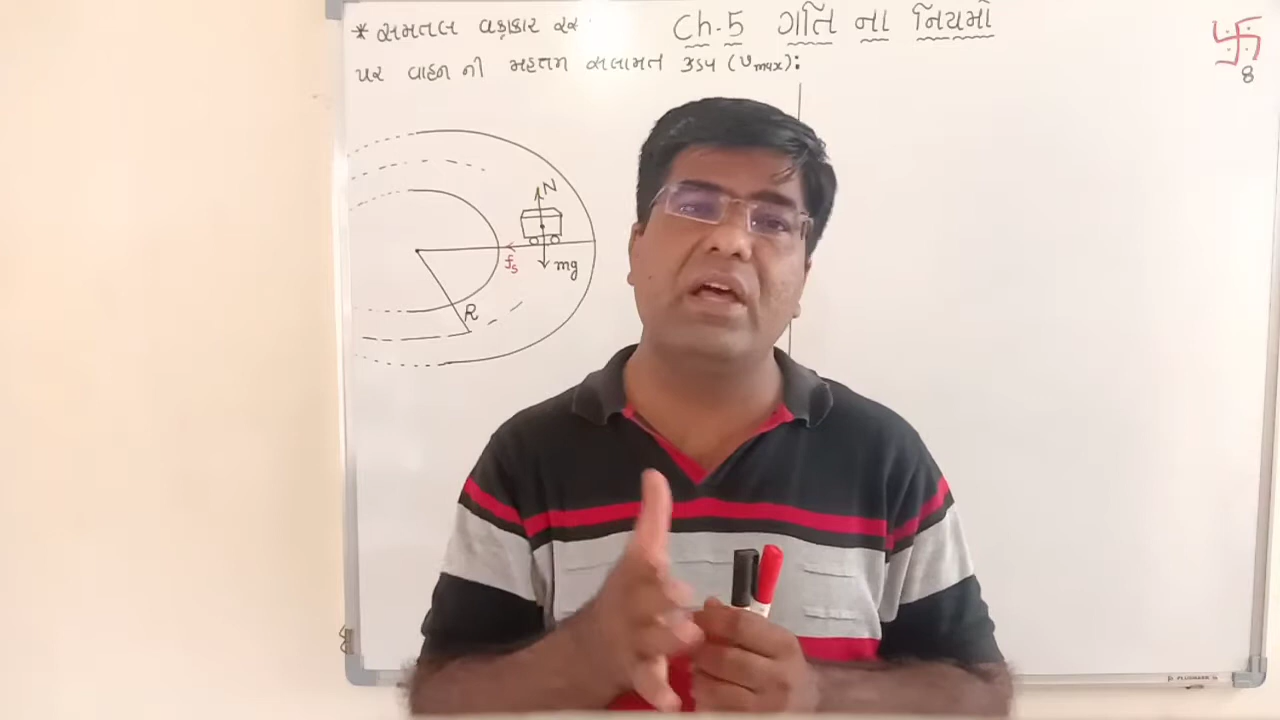 Ch-5 ગતિ ના નિયમો
* સમતલ વક્રાકાર રસ્
પર વાહન ની મહત્તમ સલામત ઝડપ (υmax):
8
N
fs
mg
R